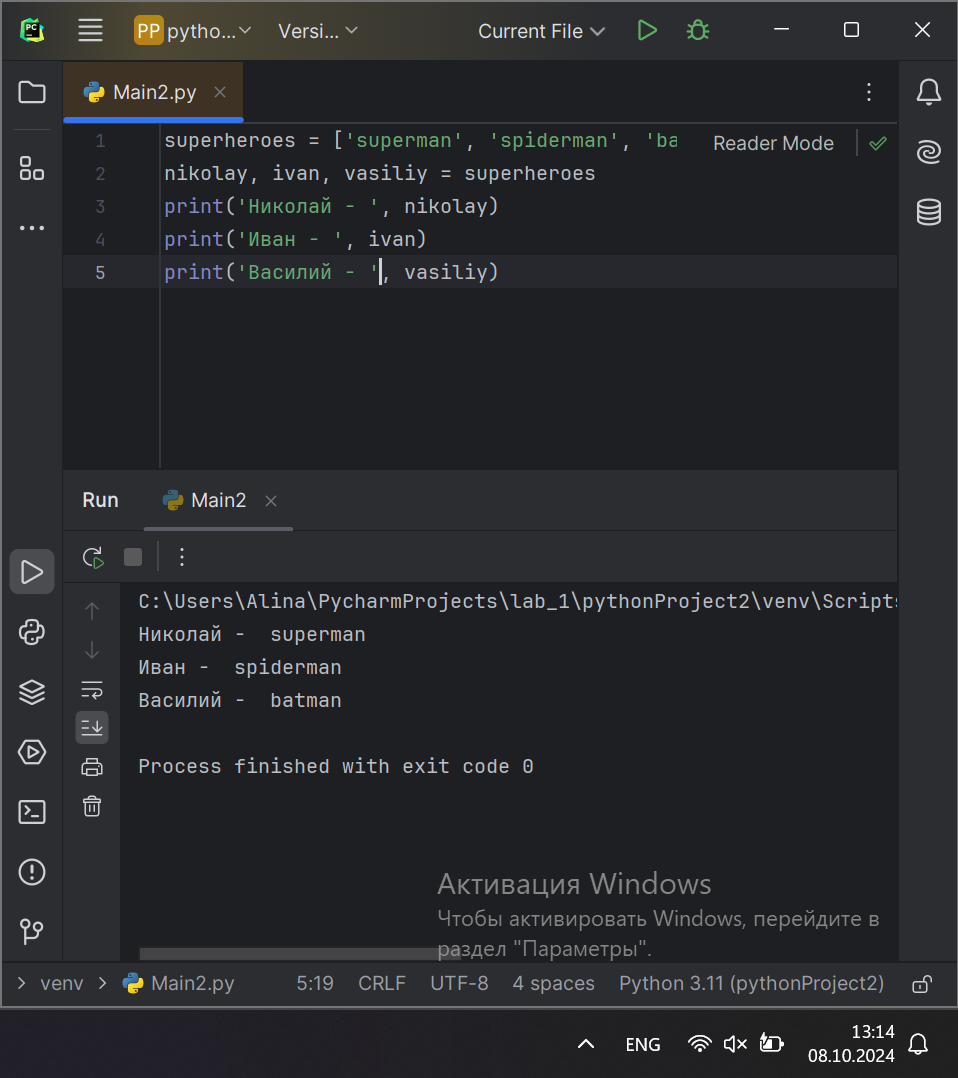 PC PP pytho... Versi... Current File
Main2.py
Reader Mode
1 superheroes = ['superman', 'spiderman', 'ba
2 nikolay, ivan, vasiliy = superheroes
3 print('Николай - ', nikolay)
4 print('Иван - ', ivan)
5 print('Василий - ', vasiliy)
Run Main2
C:\Users\Alina\PycharmProjects\lab_1\pythonProject2\venv\Scripts
Николай -  superman
Иван -  spiderman
Василий -  batman
Process finished with exit code 0
Активация Windows
Чтобы активировать Windows, перейдите в
раздел "Параметры".
venv Main2.py 5:19 CRLF UTF-8 4 spaces Python 3.11 (pythonProject2)
ENG 13:14
08.10.2024